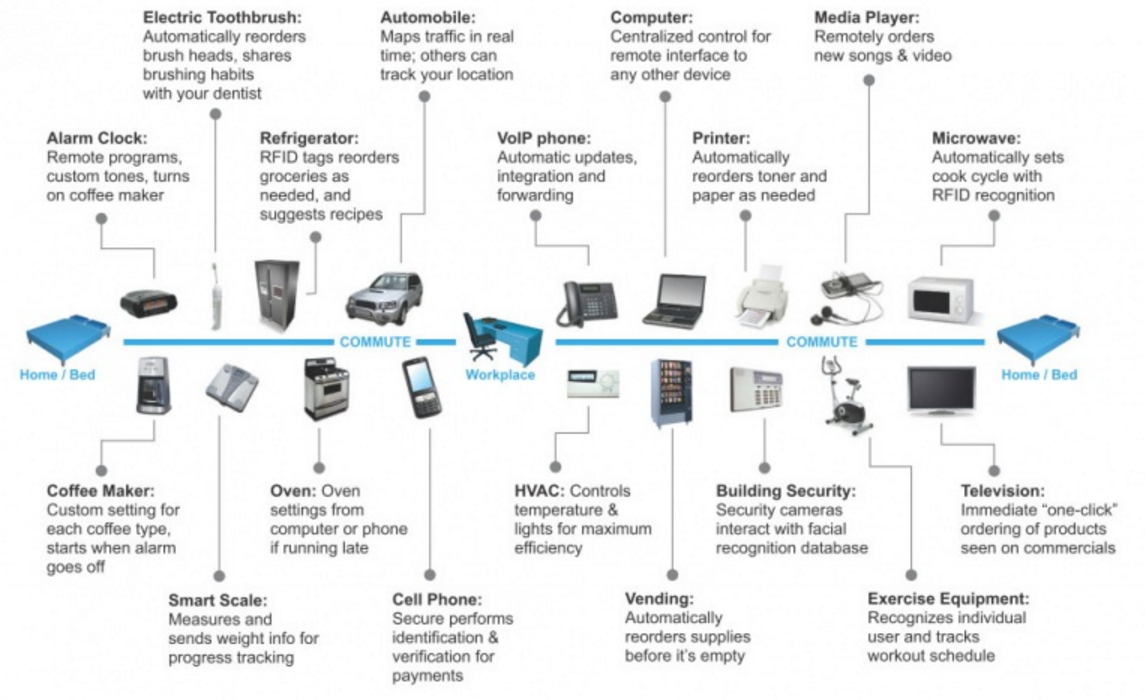 Electric Toothbrush:
Automatically reorders
brush heads, shares
brushing habits
with your dentist
Automobile:
Maps traffic in real
time; others can
track your location
Computer:
Centralized control for
remote interface to
any other device
Media Player:
Remotely orders
new songs & video
Alarm Clock:
Remote programs,
custom tones, turns
on coffee maker
Refrigerator:
RFID tags reorders
groceries as
needed, and
suggests recipes
VoIP phone:
Automatic updates,
integration and
forwarding
Printer:
Automatically
reorders toner and
paper as needed
Microwave:
Automatically sets
cook cycle with
RFID recognition
Home / Bed
COMMUTE
Workplace
COMMUTE
Home / Bed
Coffee Maker:
Custom setting for
each coffee type,
starts when alarm
goes off
Oven: Oven
settings from
computer or phone
if running late
HVAC: Controls
temperature &
lights for maximum
efficiency
Building Security:
Security cameras
interact with facial
recognition database
Television:
Immediate “one-click”
ordering of products
seen on commercials
Smart Scale:
Measures and
sends weight info for
progress tracking
Cell Phone:
Secure performs
identification &
verification for
payments
Vending:
Automatically
reorders supplies
before it's empty
Exercise Equipment:
Recognizes individual
user and tracks
workout schedule